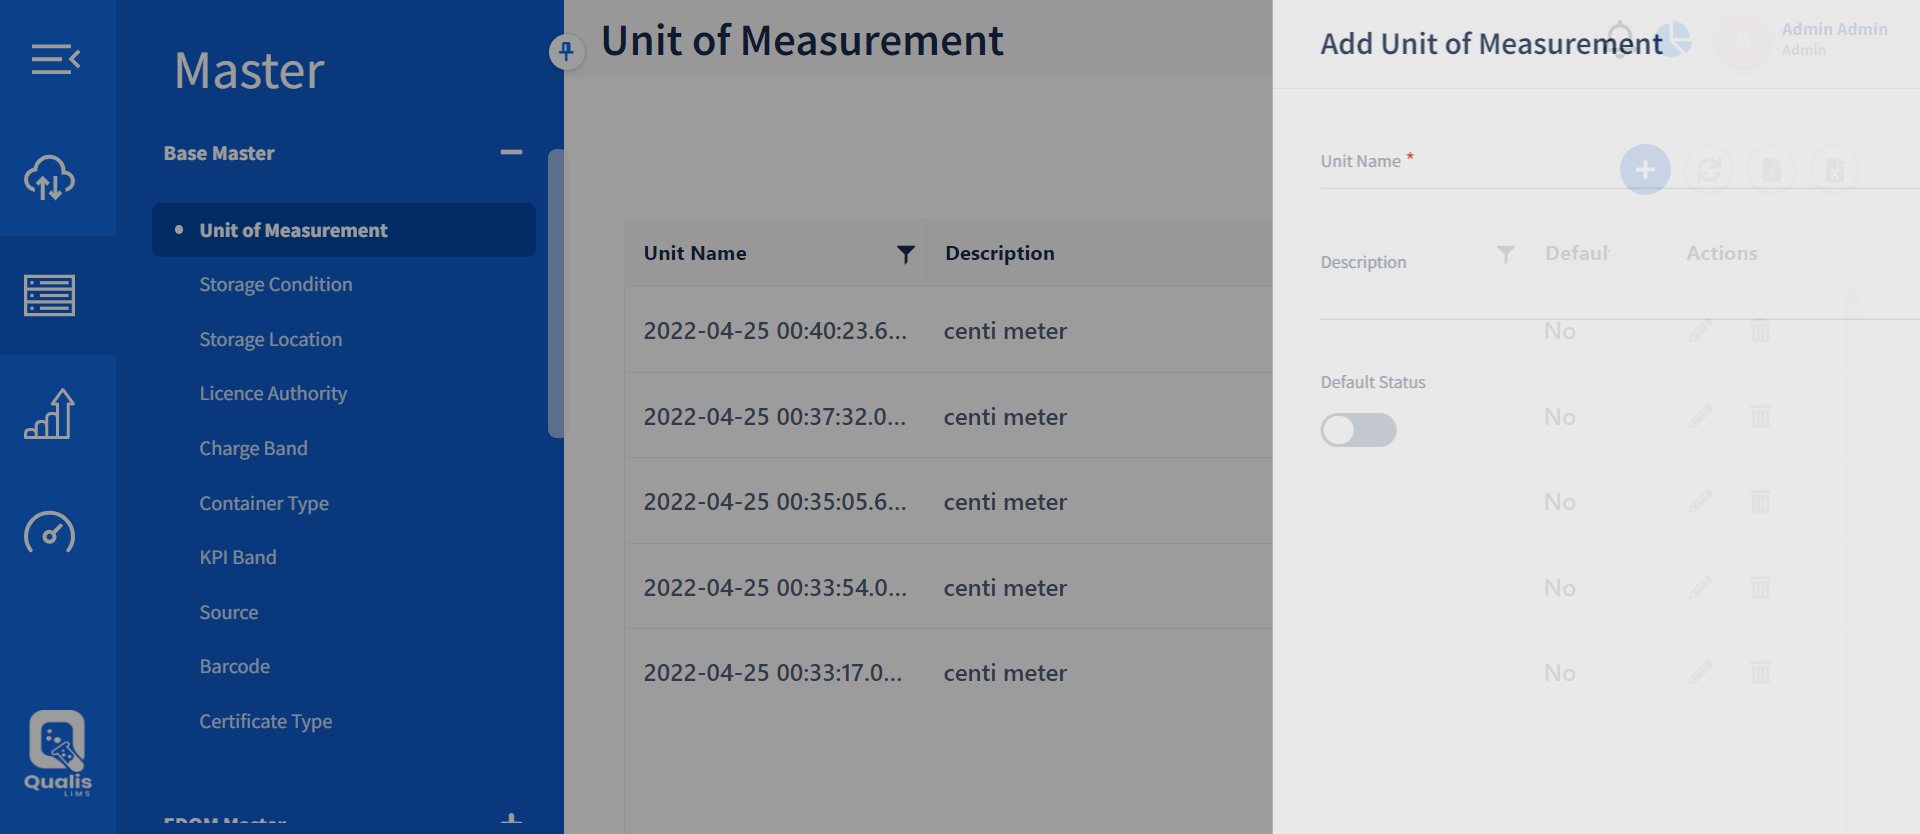 Master
Base Master
Unit of Measurement
Storage Condition
Storage Location
Licence Authority
Charge Band
Container Type
KPI Band
Source
Barcode
Certificate Type
Qualis
LIMS
Unit of Measurement
Unit Name Description Defaul Actions
2022-04-25 00:40:23.6... centi meter No
2022-04-25 00:37:32.0... centi meter No
2022-04-25 00:35:05.6... centi meter No
2022-04-25 00:33:54.0... centi meter No
2022-04-25 00:33:17.0... centi meter No
Add Unit of Measurement
Admin Admin
Admin
Unit Name *
Description
Default Status